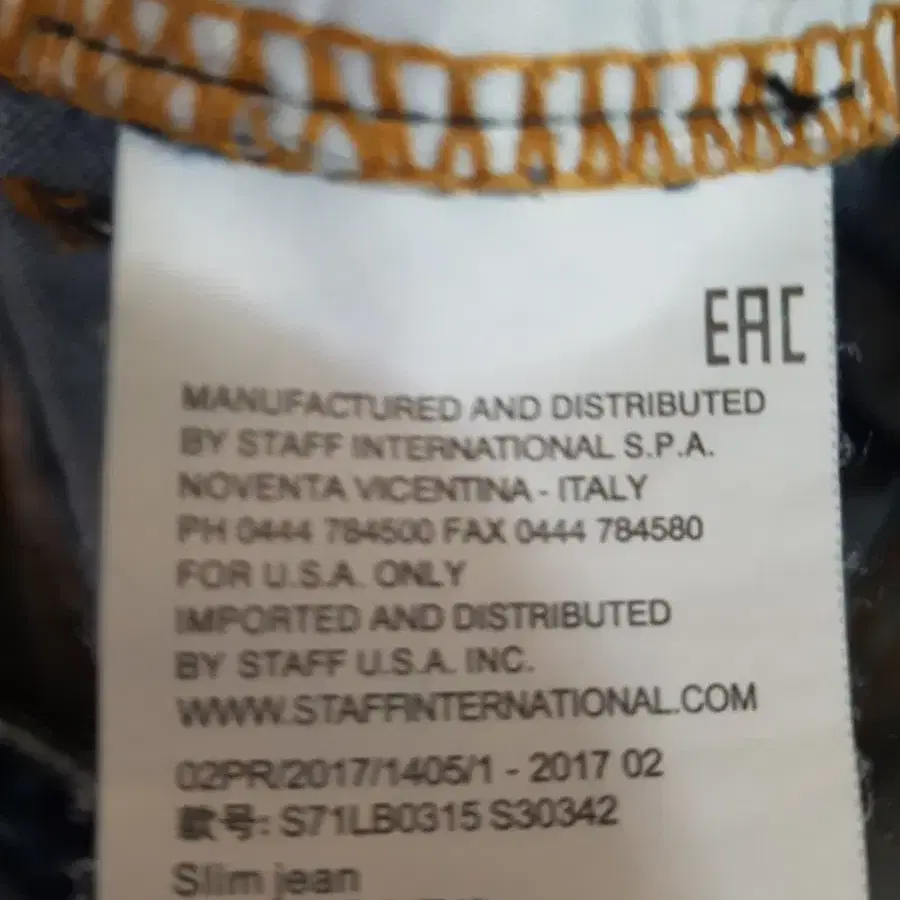 EAC
MANUFACTURED AND DISTRIBUTED
BY STAFF INTERNATIONAL S.P.A.
NOVENTA VICENTINA - ITALY
PH 0444 784500 FAX 0444 784580
FOR U.S.A. ONLY
IMPORTED AND DISTRIBUTED
BY STAFF U.S.A. INC.
WWW.STAFFINTERNATIONAL.COM
02PR/2017/1405/1 - 2017 02
款号: S71LB0315 S30342
Slim jean